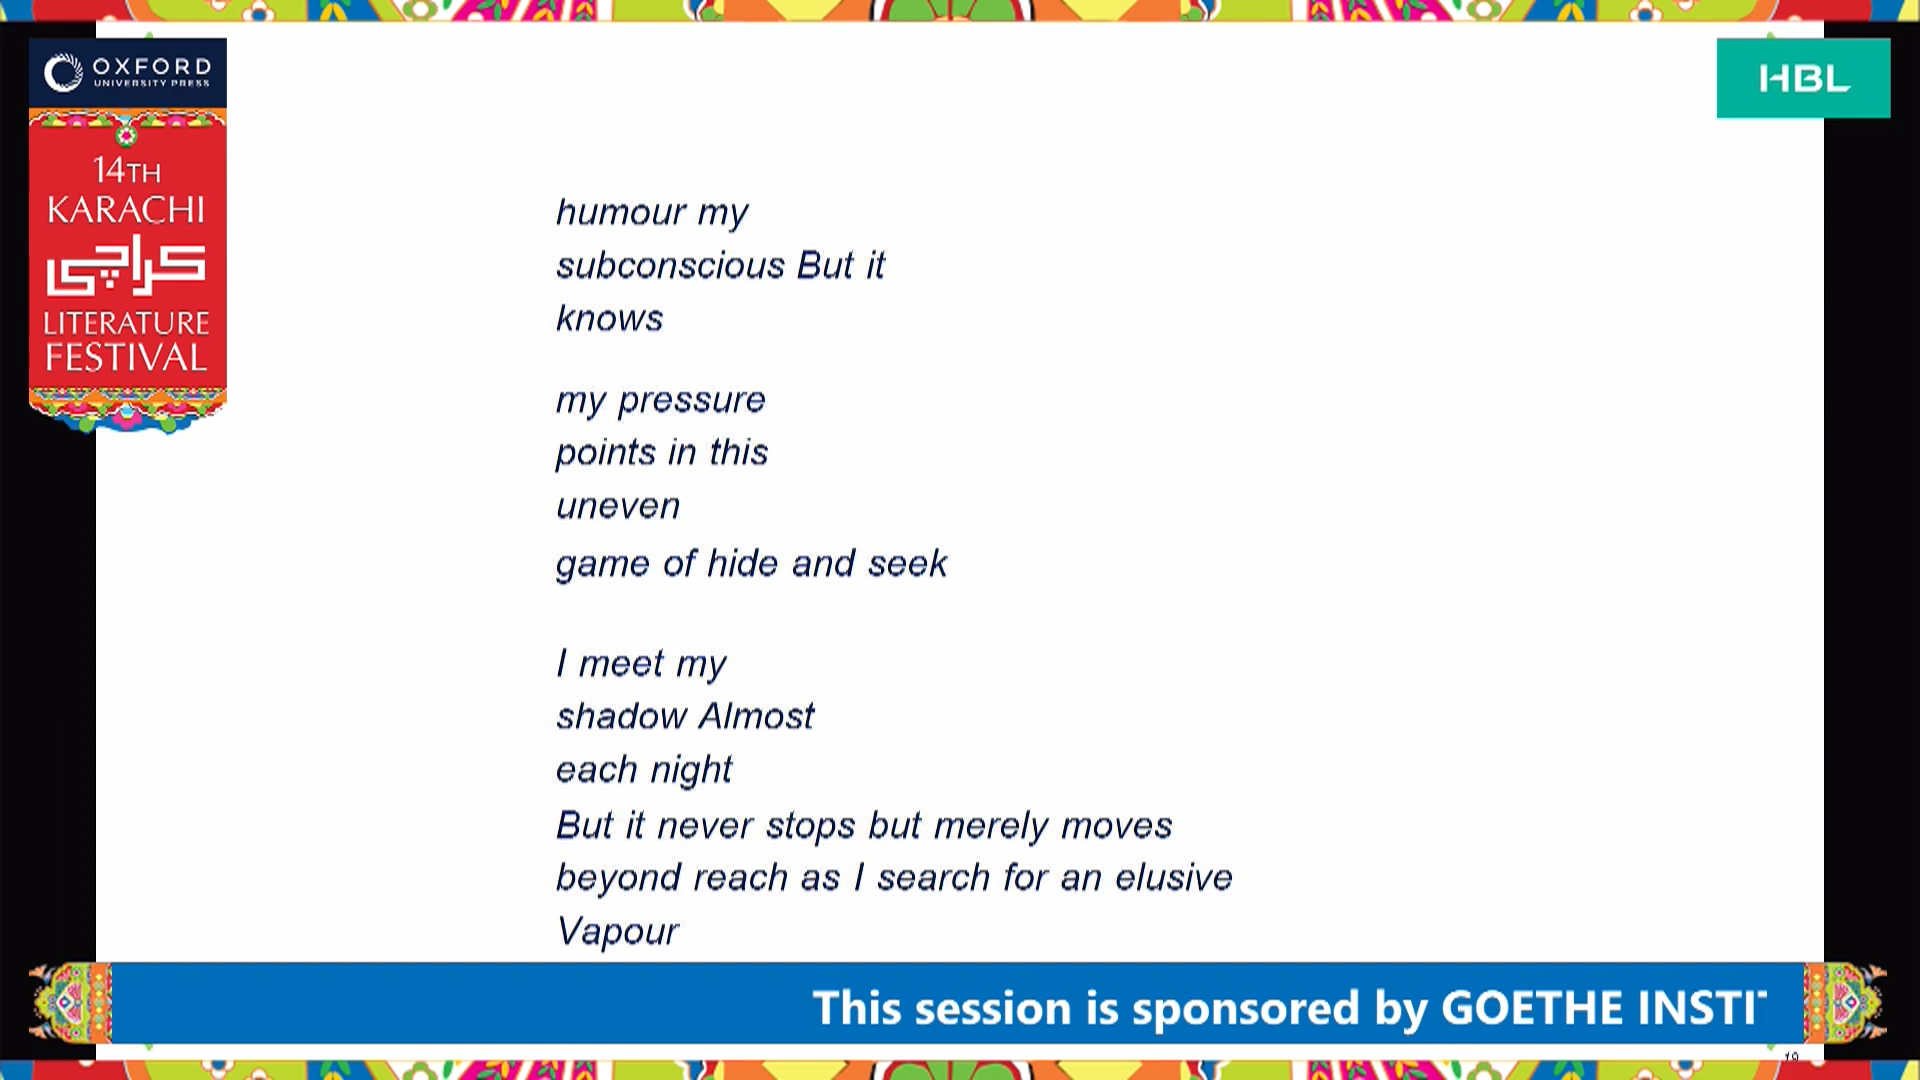 OXFORD
UNIVERSITY PRESS
14TH
KARACHI
کراچی
LITERATURE
FESTIVAL
HBL
humour my
subconscious But it
knows
my pressure
points in this
uneven
game of hide and seek
I meet my
shadow Almost
each night
But it never stops but merely moves
beyond reach as I search for an elusive
Vapour
This session is sponsored by GOETHE INSTI